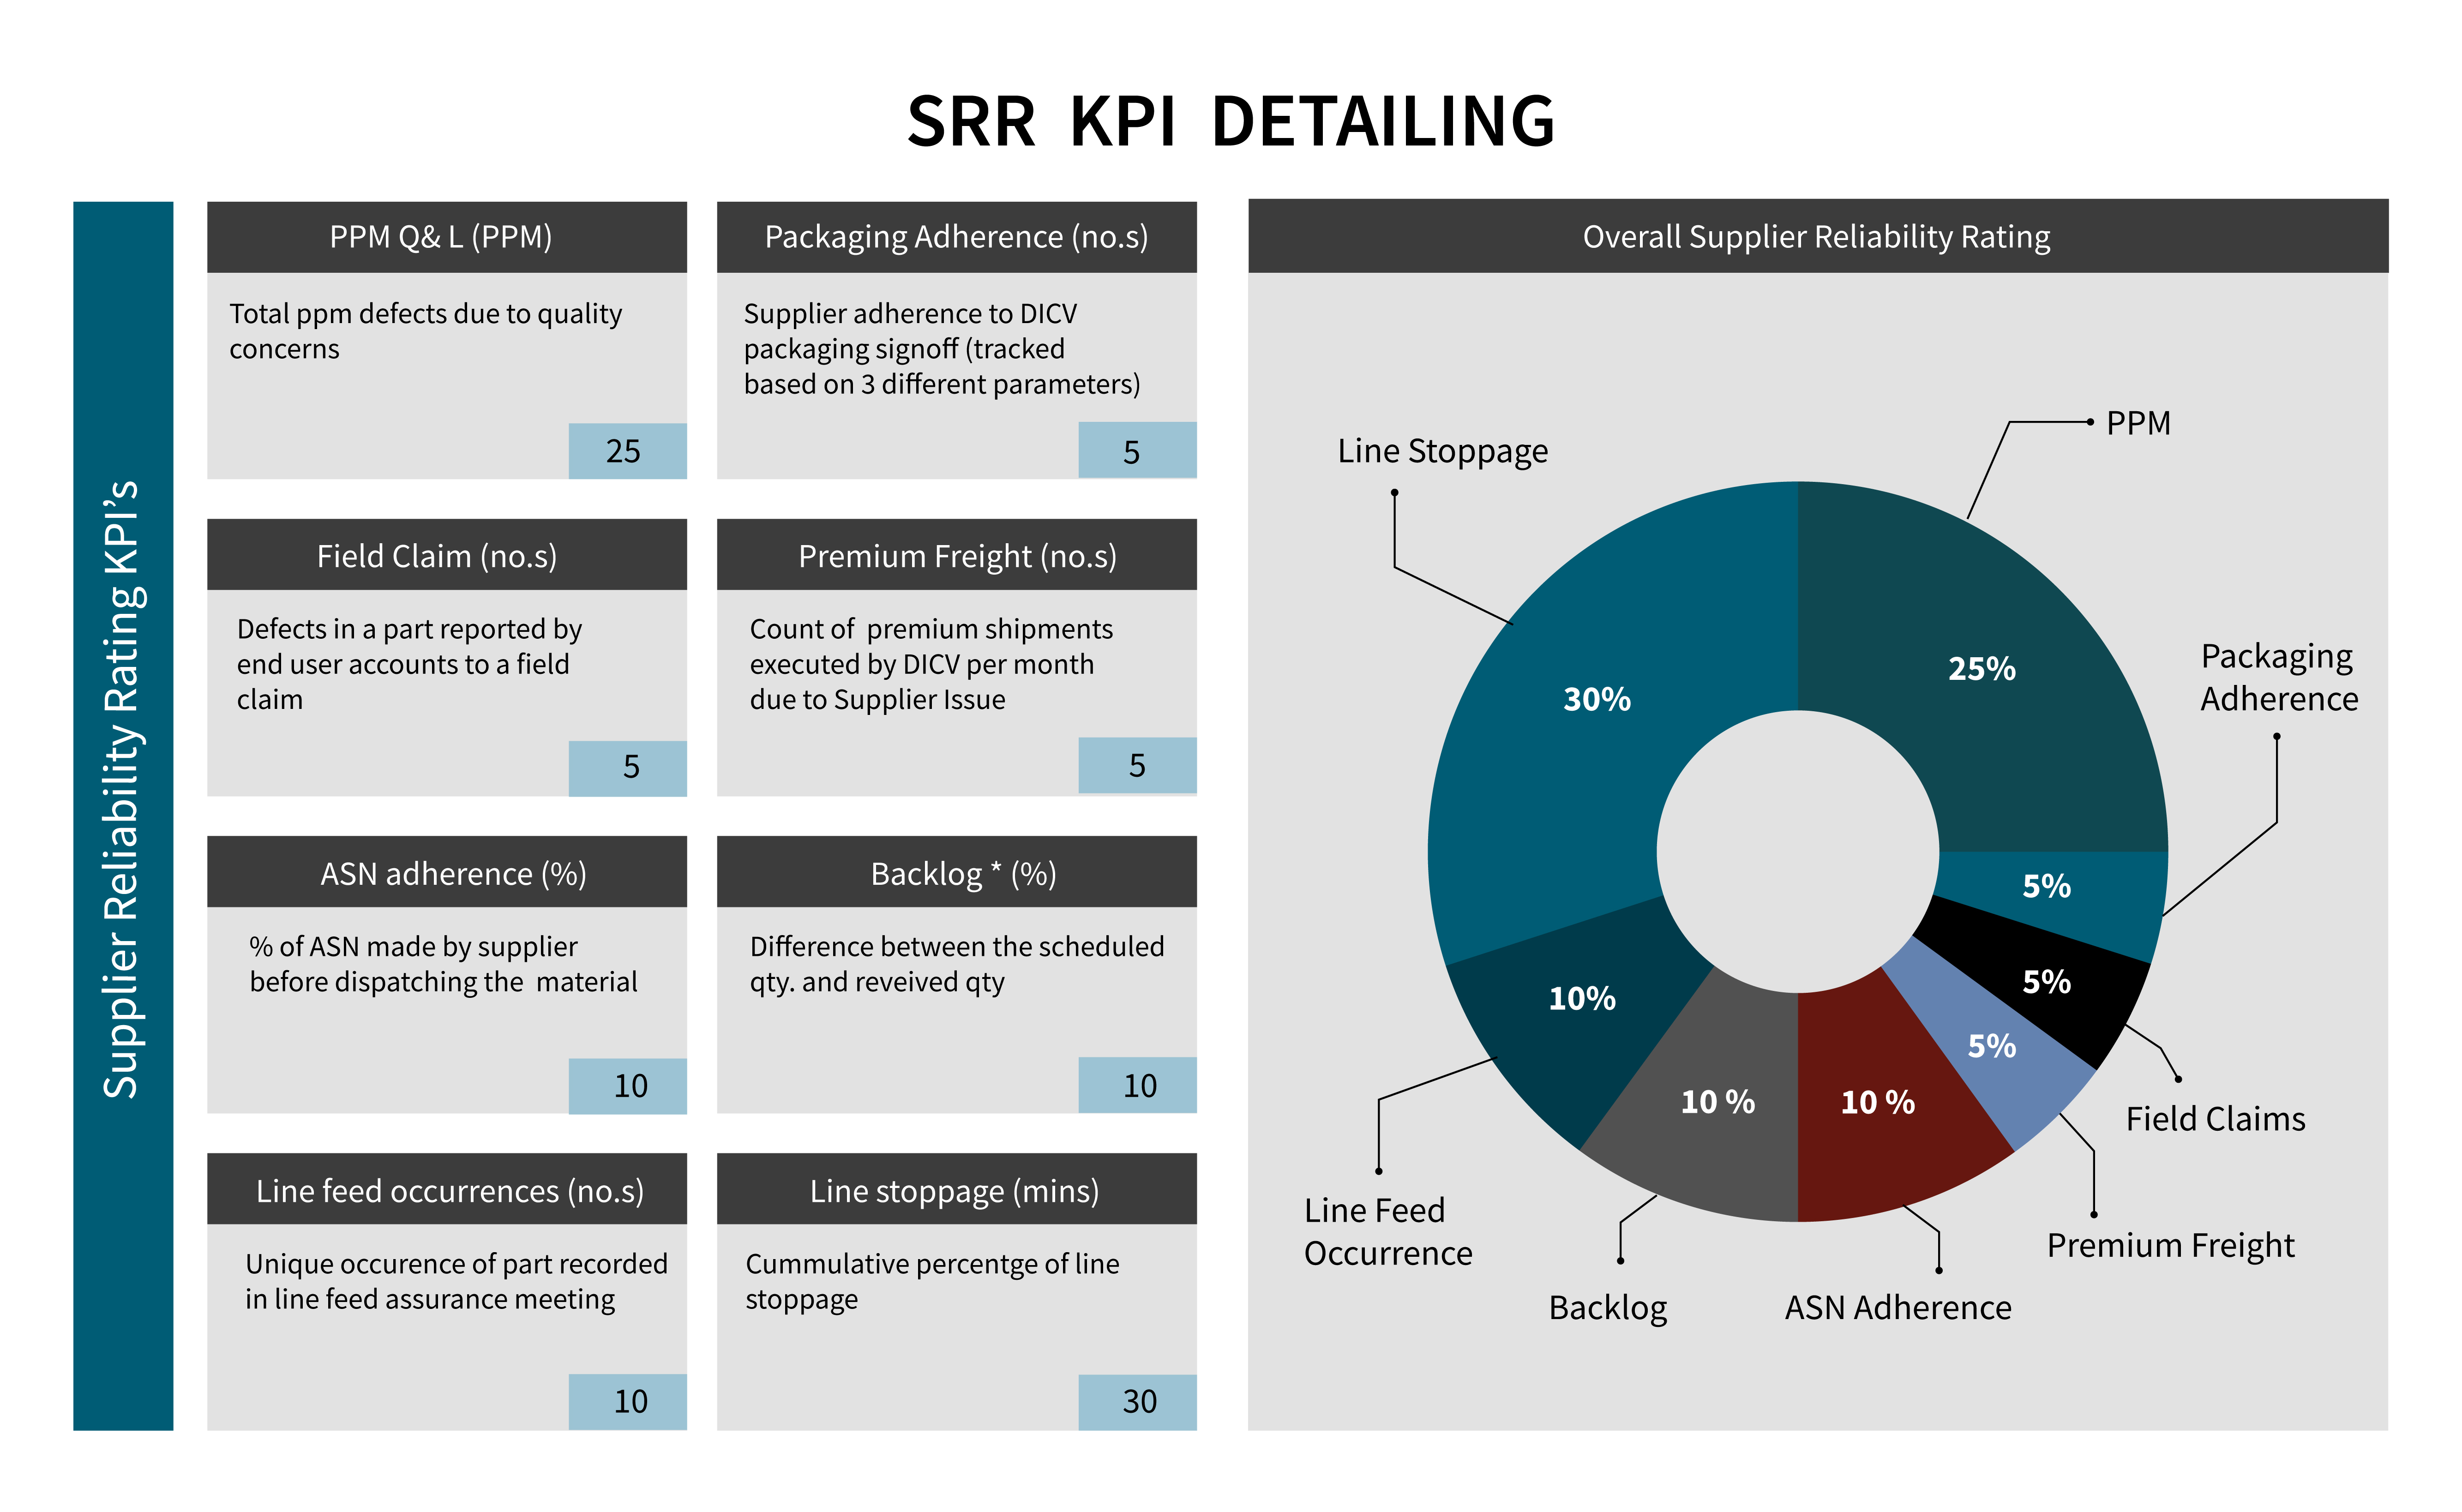 SRR KPI DETAILING
Supplier Reliability Rating KPI's
PPM Q& L (PPM)
Total ppm defects due to quality
concerns
25
Packaging Adherence (no.s)
Supplier adherence to DICV
packaging signoff (tracked
based on 3 different parameters)
5
Field Claim (no.s)
Defects in a part reported by
end user accounts to a field
claim
5
Premium Freight (no.s)
Count of premium shipments
executed by DICV per month
due to Supplier Issue
5
ASN adherence (%)
% of ASN made by supplier
before dispatching the material
10
Backlog * (%)
Difference between the scheduled
qty. and reveived qty
10
Line feed occurrences (no.s)
Unique occurence of part recorded
in line feed assurance meeting
10
Line stoppage (mins)
Cummulative percentge of line
stoppage
30
Overall Supplier Reliability Rating
PPM
25%
Packaging
Adherence
5%
Field Claims
5%
Premium Freight
5%
ASN Adherence
10 %
Backlog
10 %
Line Feed
Occurrence
10%
Line Stoppage
30%